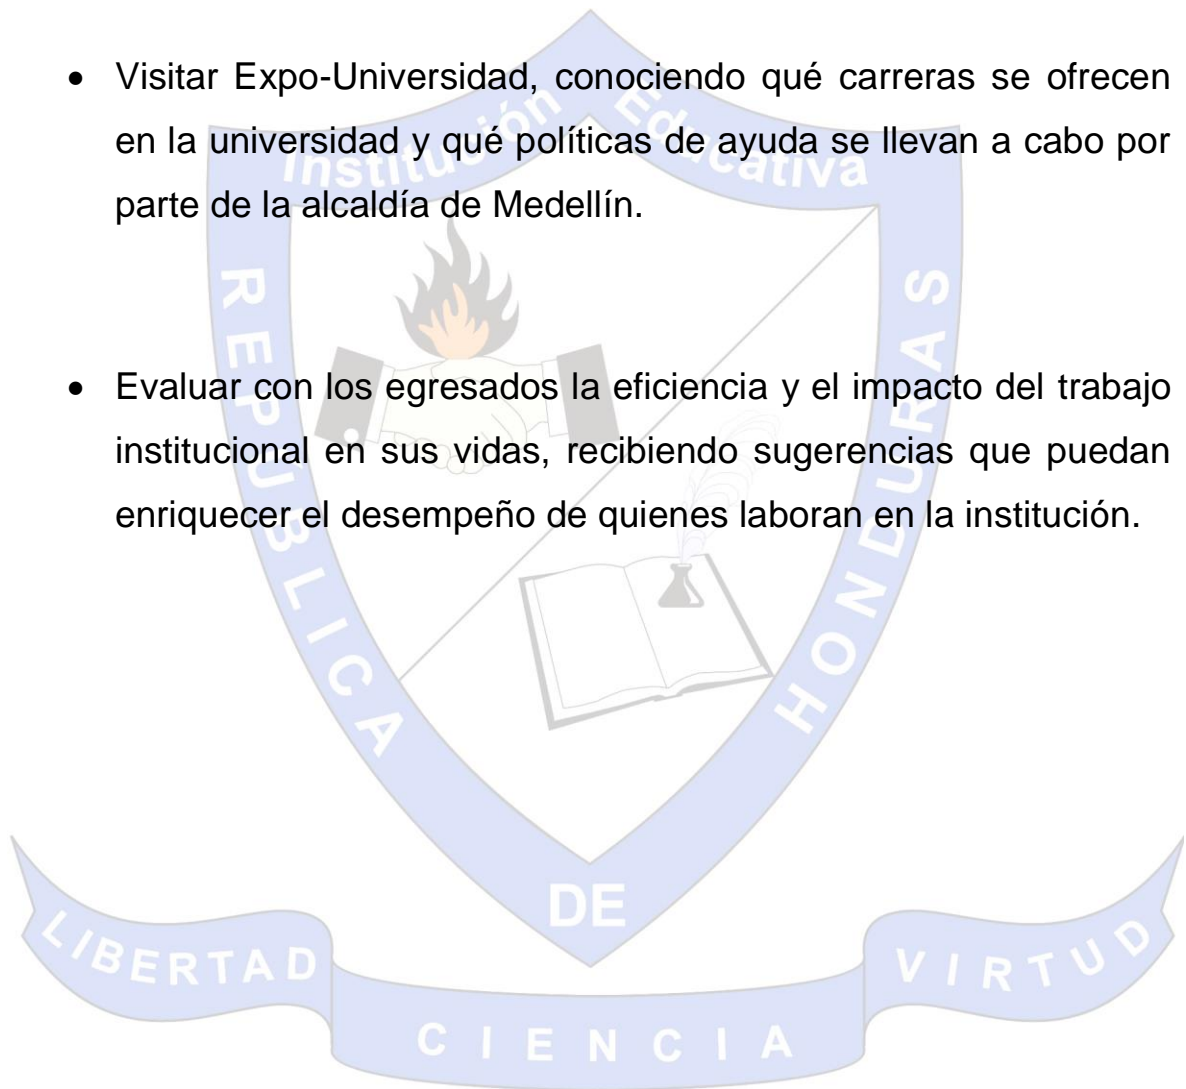 • Visitar Expo-Universidad, conociendo qué carreras se ofrecen
en la universidad y qué políticas de ayuda se llevan a cabo por
parte de la alcaldía de Medellín.
• Evaluar con los egresados la eficiencia y el impacto del trabajo
institucional en sus vidas, recibiendo sugerencias que puedan
enriquecer el desempeño de quienes laboran en la institución.
Institución Educativa
REPÚBLICA
DE
HONDURAS
LIBERTAD
CIENCIA
VIRTUD